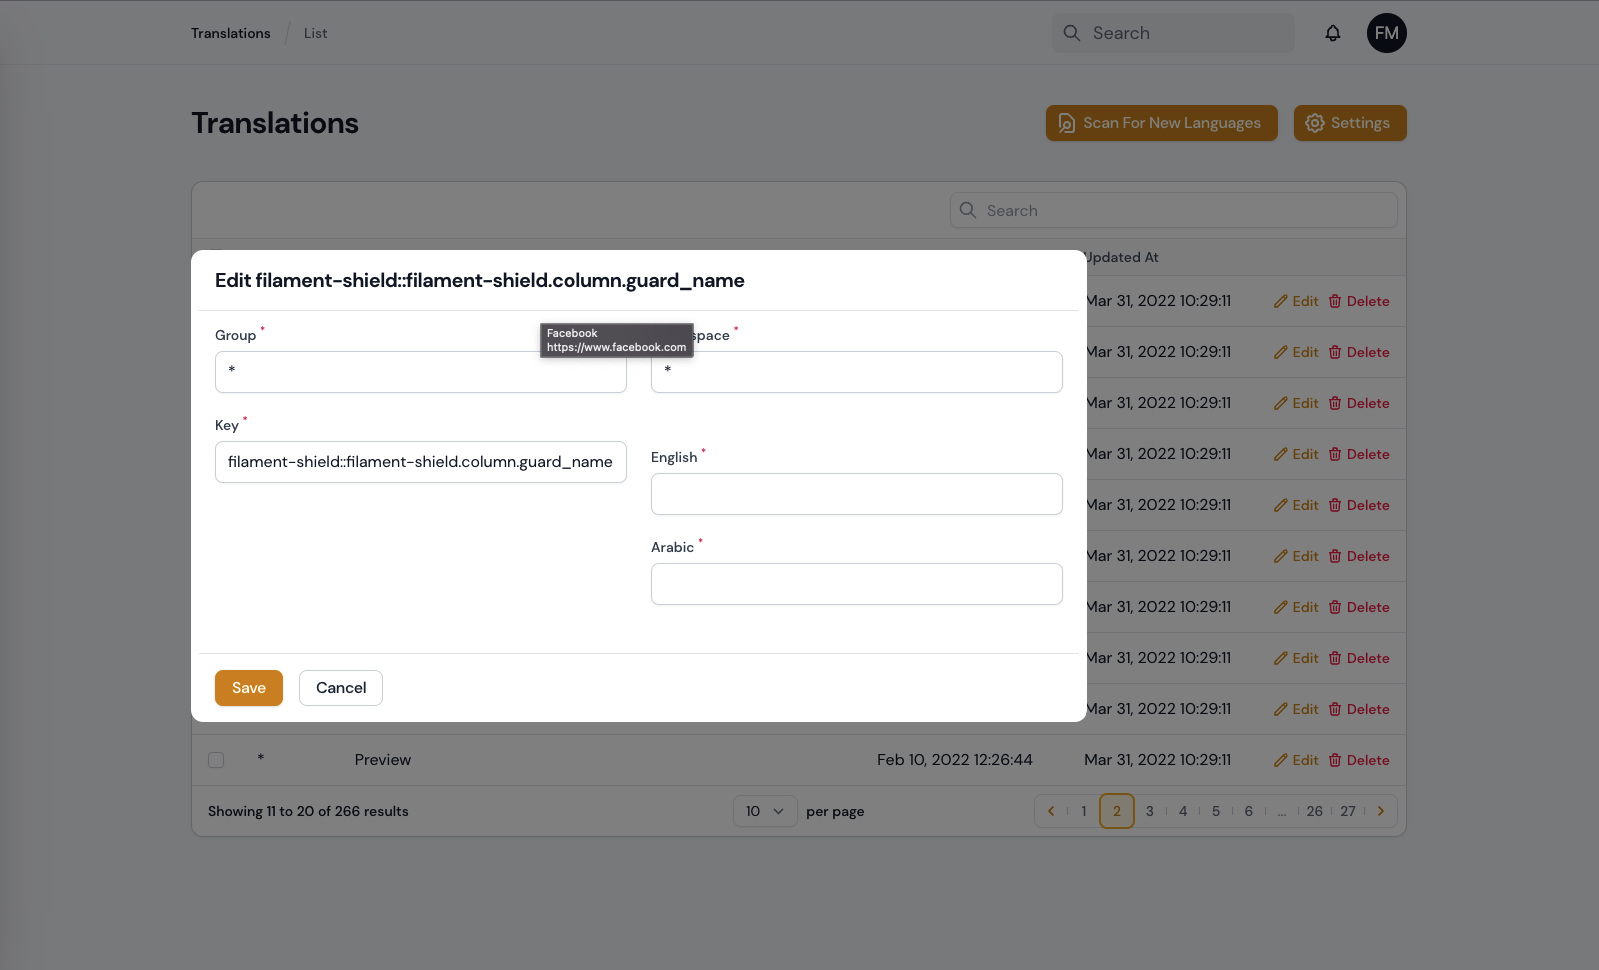 Translations
List
Search
FM
Translations
Scan For New Languages
Settings
Search
Updated At
Edit filament-shield::filament-shield.column.guard_name
Mar 31, 2022 10:29:11 Edit Delete
Group *
Facebook
https://www.facebook.com
space *
*
*
Mar 31, 2022 10:29:11 Edit Delete
Mar 31, 2022 10:29:11 Edit Delete
Key *
filament-shield::filament-shield.column.guard_name
English *
Mar 31, 2022 10:29:11 Edit Delete
Mar 31, 2022 10:29:11 Edit Delete
Arabic *
Mar 31, 2022 10:29:11 Edit Delete
Mar 31, 2022 10:29:11 Edit Delete
Mar 31, 2022 10:29:11 Edit Delete
Save
Cancel
Mar 31, 2022 10:29:11 Edit Delete
* Preview Feb 10, 2022 12:26:44 Mar 31, 2022 10:29:11 Edit Delete
Showing 11 to 20 of 266 results
10 per page
1 2 3 4 5 6 ... 26 27